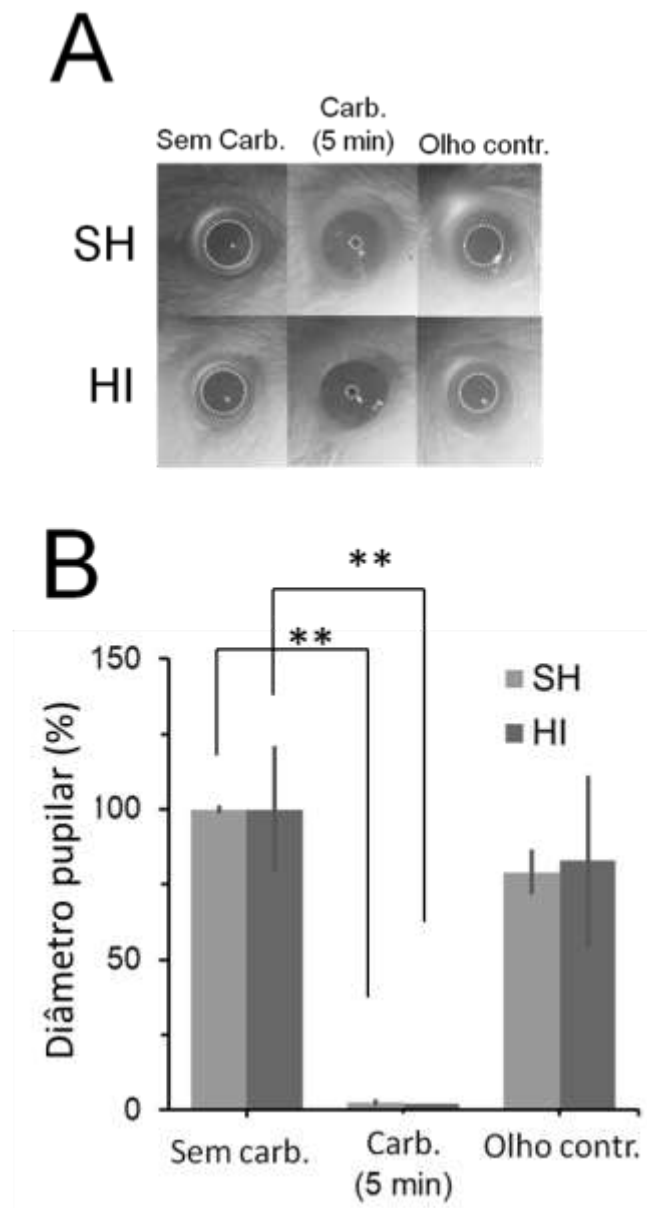 A
Sem Carb.
Carb.
(5 min)
Olho contr.
SH
HI
B
**
**
Diâmetro pupilar (%)
150
100
50
0
SH
HI
Sem carb.
Carb.
(5 min)
Olho contr.